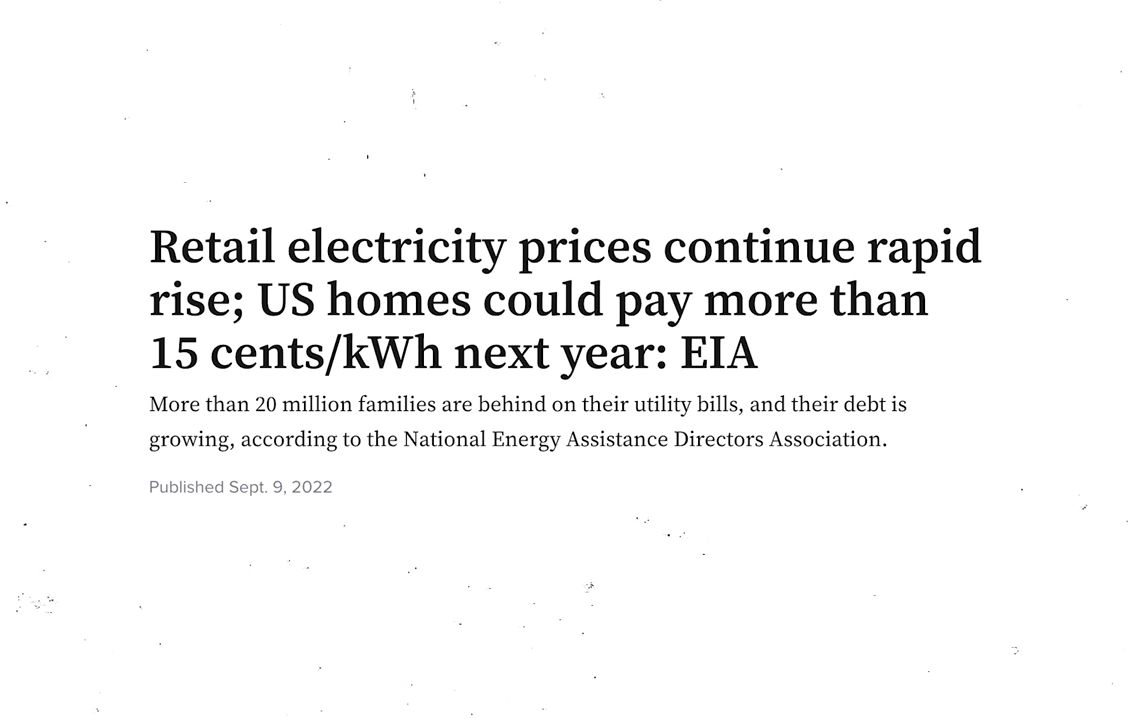 Retail electricity prices continue rapid
rise; US homes could pay more than
15 cents/kWh next year: EIA
More than 20 million families are behind on their utility bills, and their debt is
growing, according to the National Energy Assistance Directors Association.
Published Sept. 9, 2022